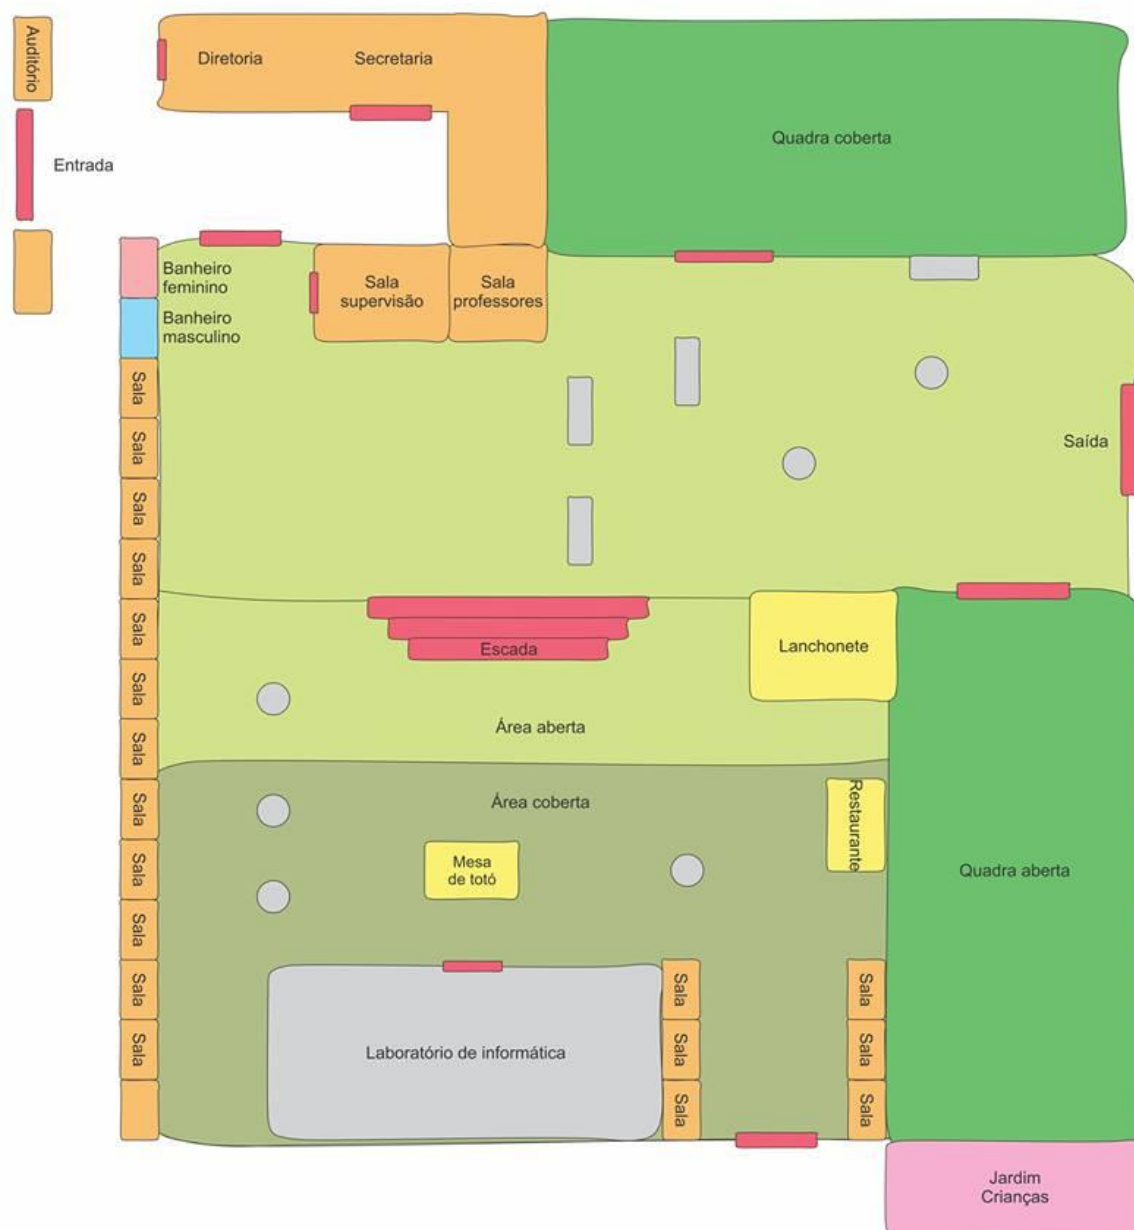 Auditório
Diretoria
Secretaria
Quadra coberta
Entrada
Banheiro
feminino
Banheiro
masculino
Sala
supervisão
Sala
professores
Sala
Sala
Sala
Sala
Sala
Sala
Sala
Sala
Sala
Sala
Sala
Sala
Saída
Escada
Lanchonete
Área aberta
Área coberta
Restaurante
Mesa
de totó
Quadra aberta
Laboratório de informática
Sala
Sala
Sala
Sala
Sala
Sala
Jardim
Crianças